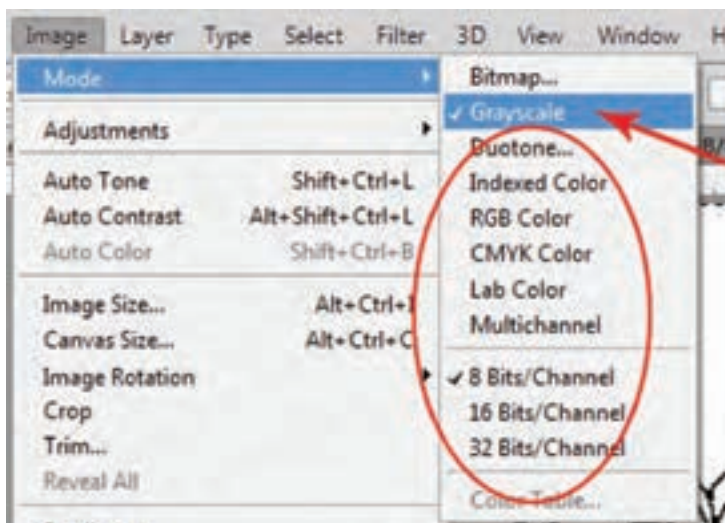 Image Layer Type Select Filter 3D View Window H
Mode
Adjustments
Auto Tone Shift+Ctrl+L
Auto Contrast Alt+Shift+Ctrl+L
Auto Color Shift+Ctrl+B
Image Size... Alt+Ctrl+I
Canvas Size... Alt+Ctrl+C
Image Rotation
Crop
Trim...
Reveal All
Bitmap...
✓ Grayscale
Duotone...
Indexed Color
RGB Color
CMYK Color
Lab Color
Multichannel
✓ 8 Bits/Channel
16 Bits/Channel
32 Bits/Channel
Color Table...